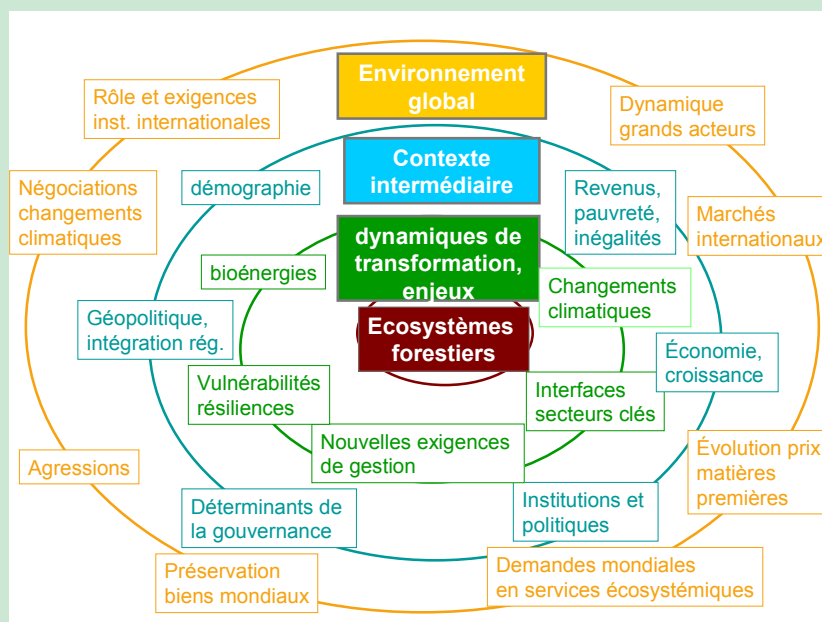 Environnement
global
Rôle et exigences
inst. internationales
Dynamique
grands acteurs
Contexte
intermédiaire
Négociations
changements
climatiques
démographie
Revenus,
pauvreté,
inégalités
Marchés
internationaux
dynamiques de
transformation,
enjeux
bioénergies
Changements
climatiques
Géopolitique,
intégration rég.
Ecosystèmes
forestiers
Économie,
croissance
Vulnérabilités
résiliences
Interfaces
secteurs clés
Nouvelles exigences
de gestion
Agressions
Évolution prix
matières
premières
Déterminants de
la gouvernance
Institutions et
politiques
Préservation
biens mondiaux
Demandes mondiales
en services écosystémiques